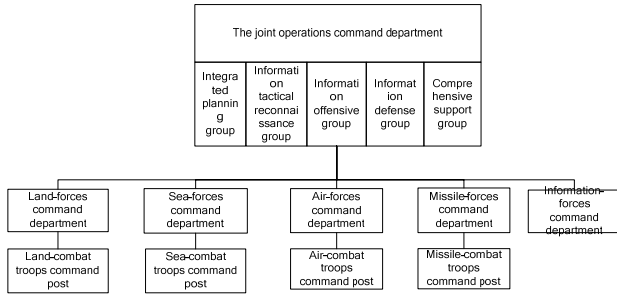 The joint operations command department
Integra
ted
plannin
g
group
Informati
on
tactical
reconnai
ssance
group
Informati
on
offensive
group
Informat
ion
defense
group
Compre
hensive
support
group
Land-forces
command
department
Sea-forces
command
department
Air-forces
command
department
Missile-forces
command
department
Information-
forces
command
department
Land-combat
troops command
post
Sea-combat
troops command
post
Air-combat
troops
command post
Missile-combat
troops
command post